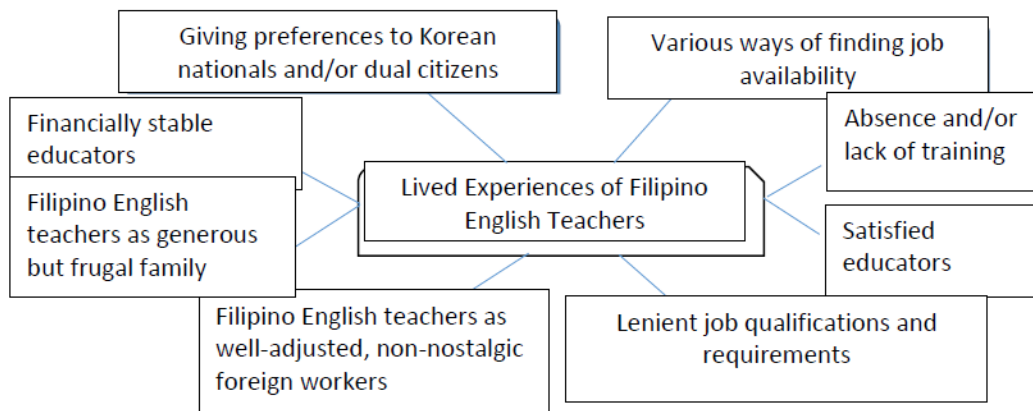 Giving preferences to Korean
nationals and/or dual citizens
Various ways of finding job
availability
Financially stable
educators
Absence and/or
lack of training
Lived Experiences of Filipino
English Teachers
Filipino English
teachers as generous
but frugal family
Satisfied
educators
Filipino English teachers as
well-adjusted, non-nostalgic
foreign workers
Lenient job qualifications and
requirements